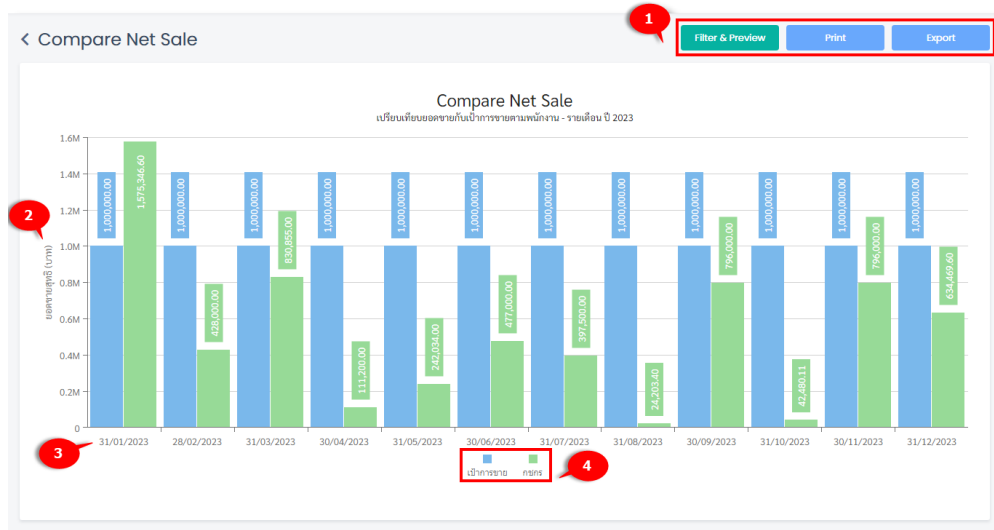 1
Compare Net Sale
Filter & Preview
Print
Export
Compare Net Sale
เปรียบเทียบยอดขายกับเป้าการขายตามพนักงาน - รายเดือน ปี 2023
2
ยอดขายสุทธิ (บาท)
1.6M
1.4M
1.2M
1.0M
0.8M
0.6M
0.4M
0.2M
0
1,000,000.00
1,575,346.60
1,000,000.00
428,000.00
1,000,000.00
830,855.00
1,000,000.00
111,200.00
1,000,000.00
242,034.00
1,000,000.00
477,000.00
1,000,000.00
397,500.00
1,000,000.00
24,203.40
1,000,000.00
796,000.00
1,000,000.00
42,480.11
1,000,000.00
796,000.00
1,000,000.00
634,469.60
3
31/01/2023
28/02/2023
31/03/2023
30/04/2023
31/05/2023
30/06/2023
31/07/2023
31/08/2023
30/09/2023
31/10/2023
30/11/2023
31/12/2023
เป้าการขาย
กชกร
4